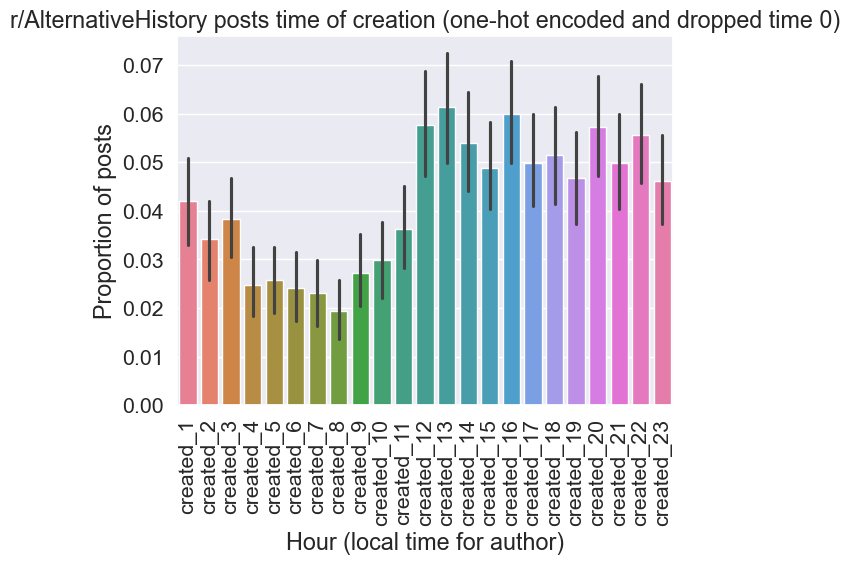 r/AlternativeHistory posts time of creation (one-hot encoded and dropped time 0)
Proportion of posts
0.07
0.06
0.05
0.04
0.03
0.02
0.01
0.00
created_1
created_2
created_3
created_4
created_5
created_6
created_7
created_8
created_9
created_10
created_11
created_12
created_13
created_14
created_15
created_16
created_17
created_18
created_19
created_20
created_21
created_22
created_23
Hour (local time for author)